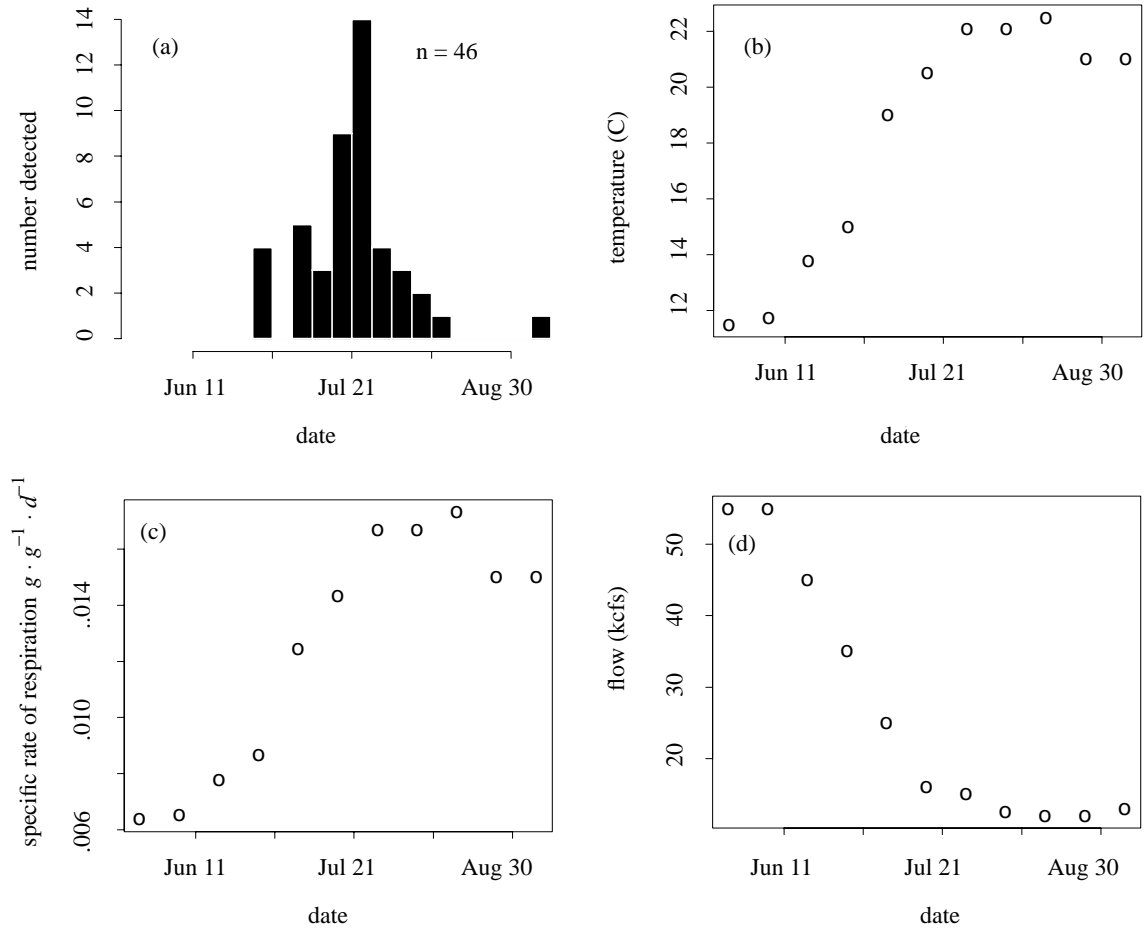 (a)
n = 46
number detected
14
12
10
8
6
4
2
0
Jun 11 Jul 21 Aug 30
date
(b)
temperature (C)
22
20
18
16
14
12
Jun 11 Jul 21 Aug 30
date
(c)
specific rate of respiration g · g⁻¹ · d⁻¹
.014
.010
.006
Jun 11 Jul 21 Aug 30
date
(d)
flow (kcfs)
50
40
30
20
Jun 11 Jul 21 Aug 30
date